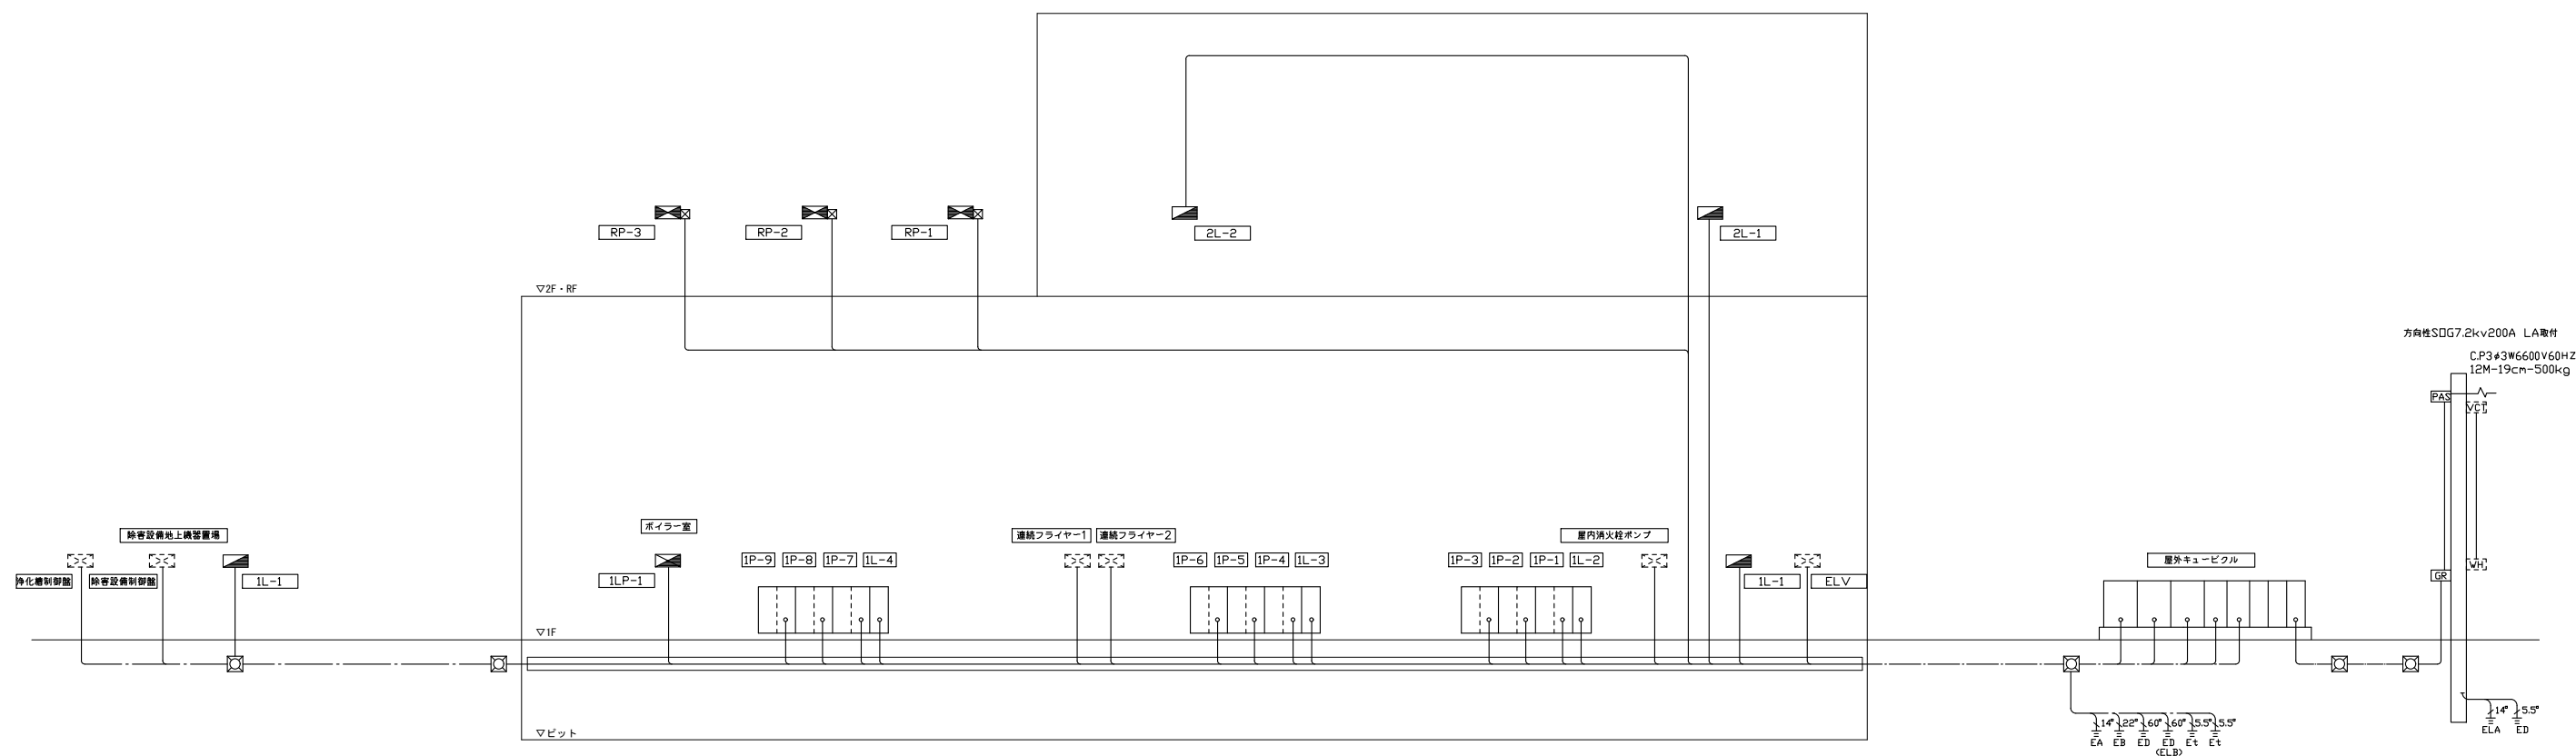 RP-3
RP-2
RP-1
2L-2
2L-1
▽2F・RF
方向性SOG7.2kv200A LA取付
C.P3φ3W6600V60HZ
12M-19cm-500kg
PAS
VCT
除害設備地上機器置場
浄化槽制御盤
除害設備制御盤
1L-1
ボイラー室
1LP-1
1P-9
1P-8
1P-7
1L-4
連続フライヤー1
連続フライヤー2
1P-6
1P-5
1P-4
1L-3
1P-3
1P-2
1P-1
1L-2
屋内消火栓ポンプ
1L-1
ELV
屋外キュービクル
WH
GR
▽1F
▽ピット
14°
22°
60°
60°
5.5°
5.5°
EA
EB
ED
ED
Et
Et
(ELB)
14°
5.5°
ELA
ED